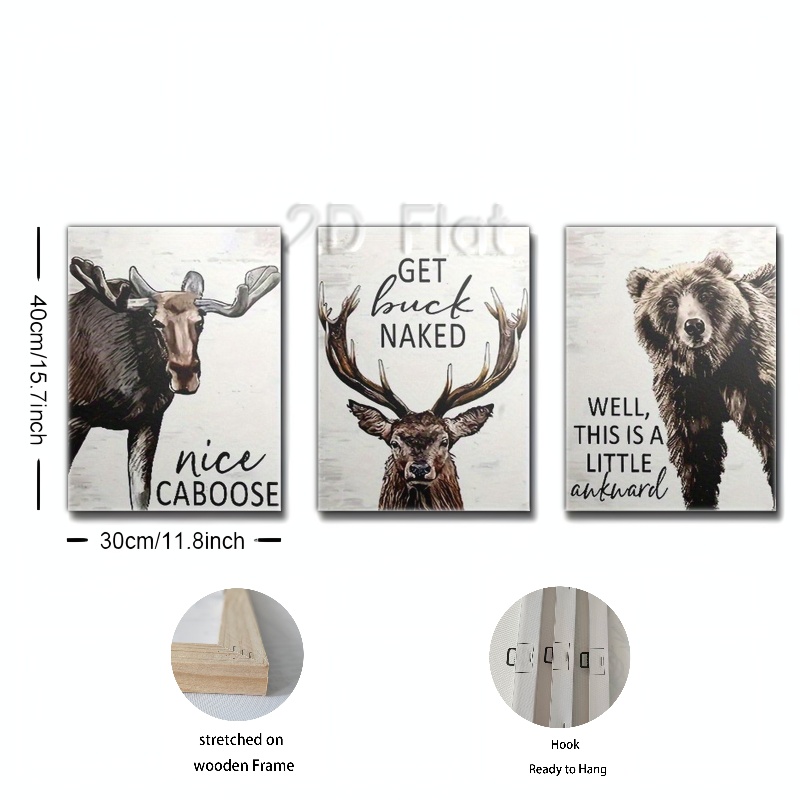 2D Flat
40cm/15.7inch
nice
CABOOSE
GET
buck
NAKED
WELL,
THIS IS A
LITTLE
awkward
30cm/11.8inch
stretched on
wooden Frame
Hook
Ready to Hang